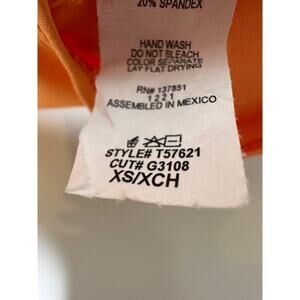 20% SPANDEX
HAND WASH
DO NOT BLEACH
COLOR SEPARATE
LAY FLAT DRYING
RN# 137851
1221
ASSEMBLED IN MEXICO
STYLE# T57621
CUT# G3108
XS/XCH